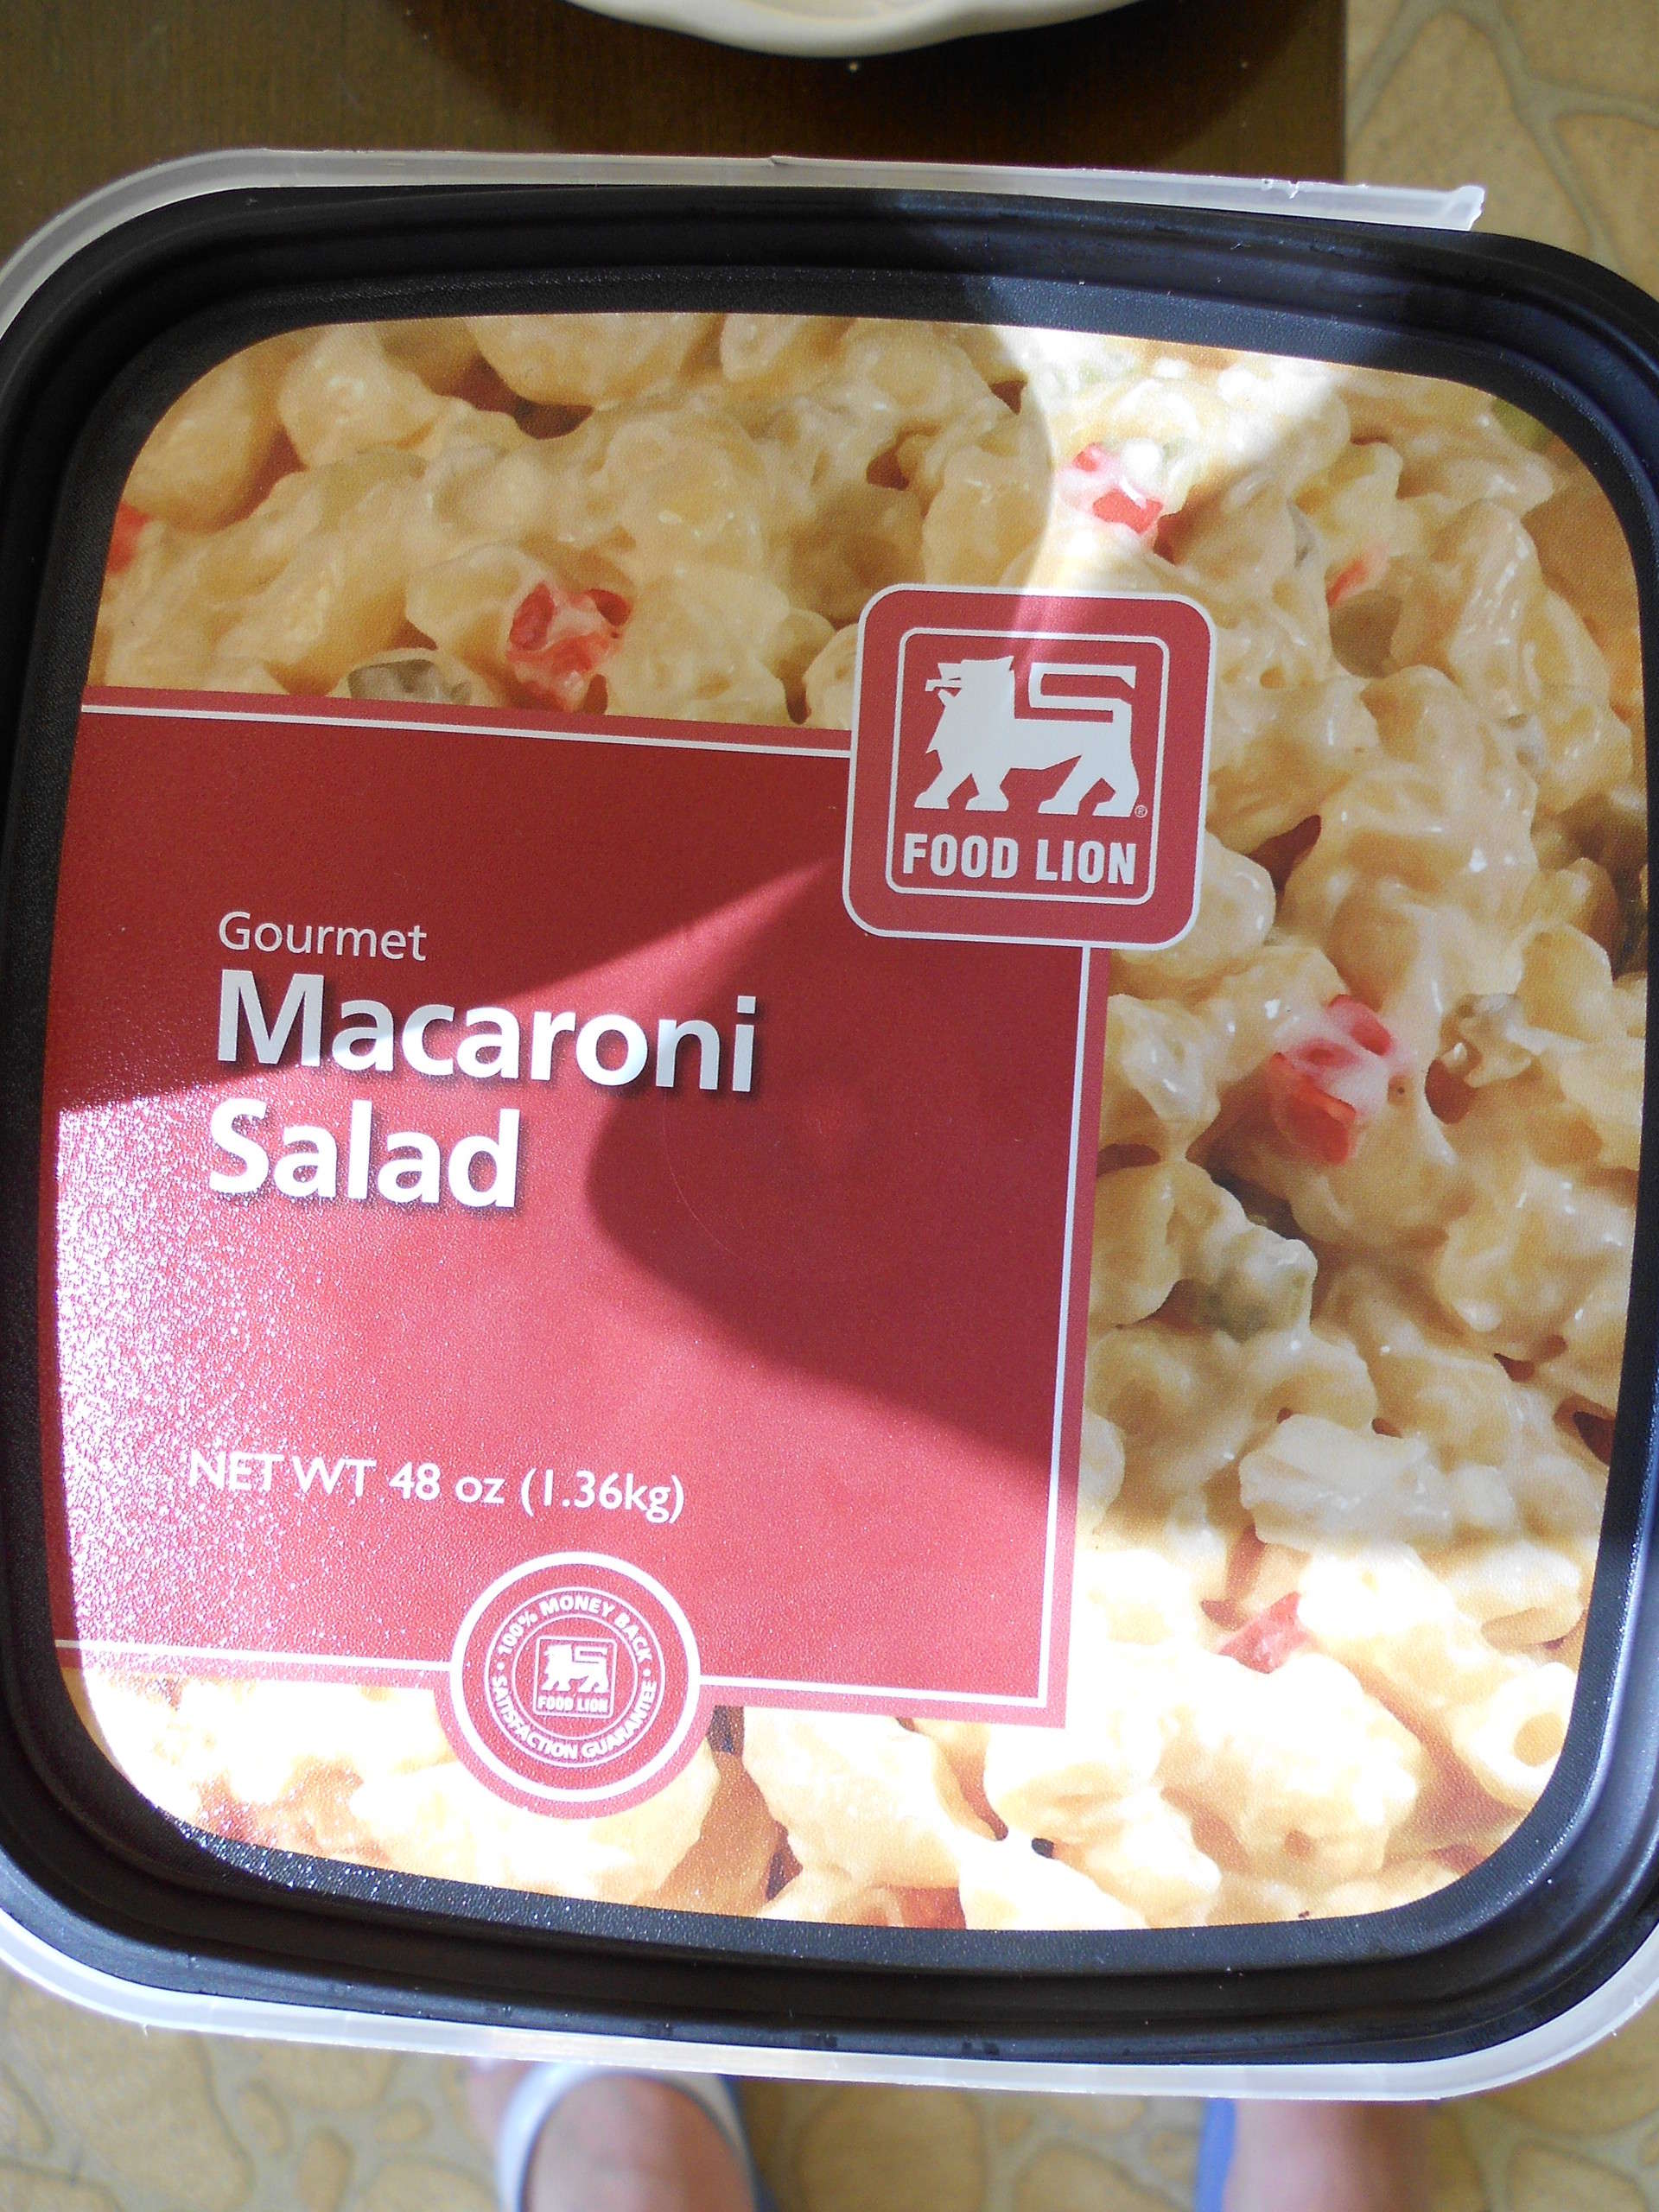 FOOD LION
Gourmet
Macaroni
Salad
NET WT 48 oz (1.36kg)
100% MONEY BACK
FOOD LION
SATISFACTION GUARANTEE